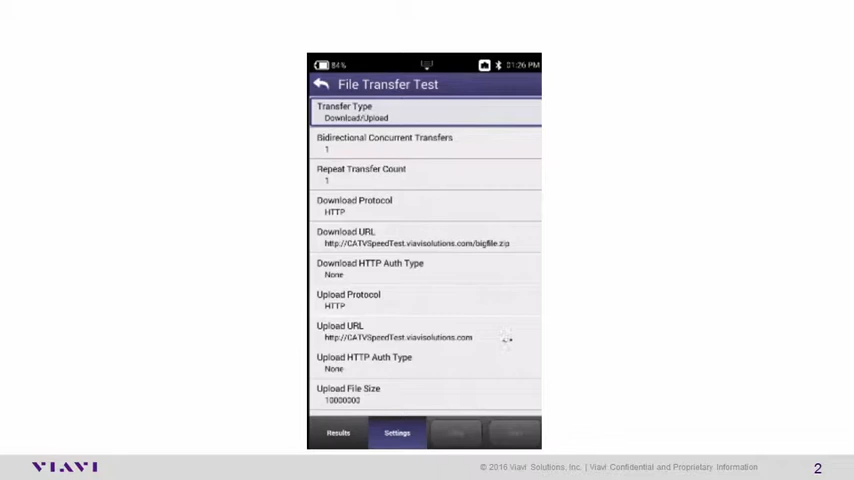 84%
01:26 PM
File Transfer Test
Transfer Type
Download/Upload
Bidirectional Concurrent Transfers
1
Repeat Transfer Count
1
Download Protocol
HTTP
Download URL
http://CATVSpeedTest.viavisolutions.com/bigfile.zip
Download HTTP Auth Type
None
Upload Protocol
HTTP
Upload URL
http://CATVSpeedTest.viavisolutions.com
Upload HTTP Auth Type
None
Upload File Size
10000000
Results
Settings
VIAVI
© 2016 Viavi Solutions, Inc. | Viavi Confidential and Proprietary Information
2